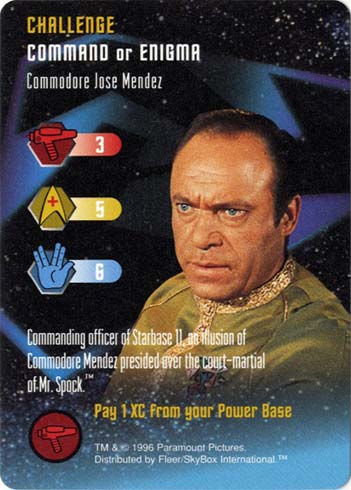 CHALLENGE
COMMAND or ENIGMA
Commodore Jose Mendez
3
5
6
Commanding officer of Starbase 11, an illusion of
Commodore Mendez presided over the court-martial
of Mr. Spock.™
Pay 1 XC from your Power Base
TM & © 1996 Paramount Pictures.
Distributed by Fleer/SkyBox International.™